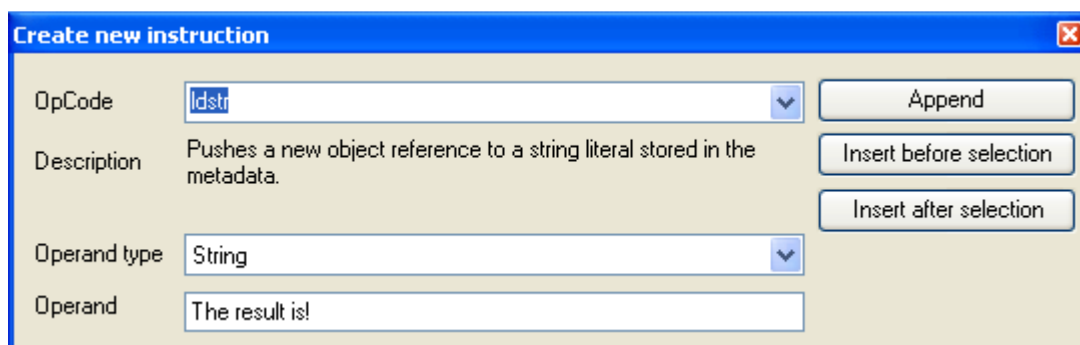 Create new instruction
OpCode
ldstr
Append
Description
Pushes a new object reference to a string literal stored in the
metadata.
Insert before selection
Insert after selection
Operand type
String
Operand
The result is!